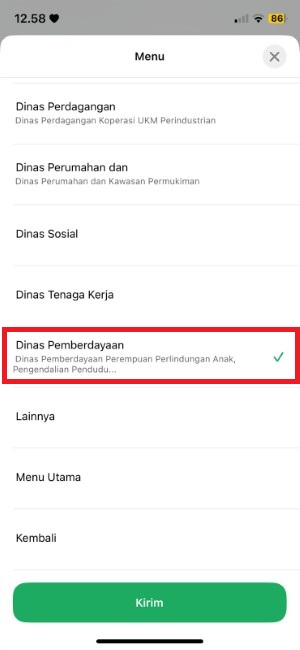 12.58
86
Menu
Dinas Perdagangan
Dinas Perdagangan Koperasi UKM Perindustrian
Dinas Perumahan dan
Dinas Perumahan dan Kawasan Permukiman
Dinas Sosial
Dinas Tenaga Kerja
Dinas Pemberdayaan
Dinas Pemberdayaan Perempuan Perlindungan Anak,
Pengendalian Pendudu...
Lainnya
Menu Utama
Kembali
Kirim